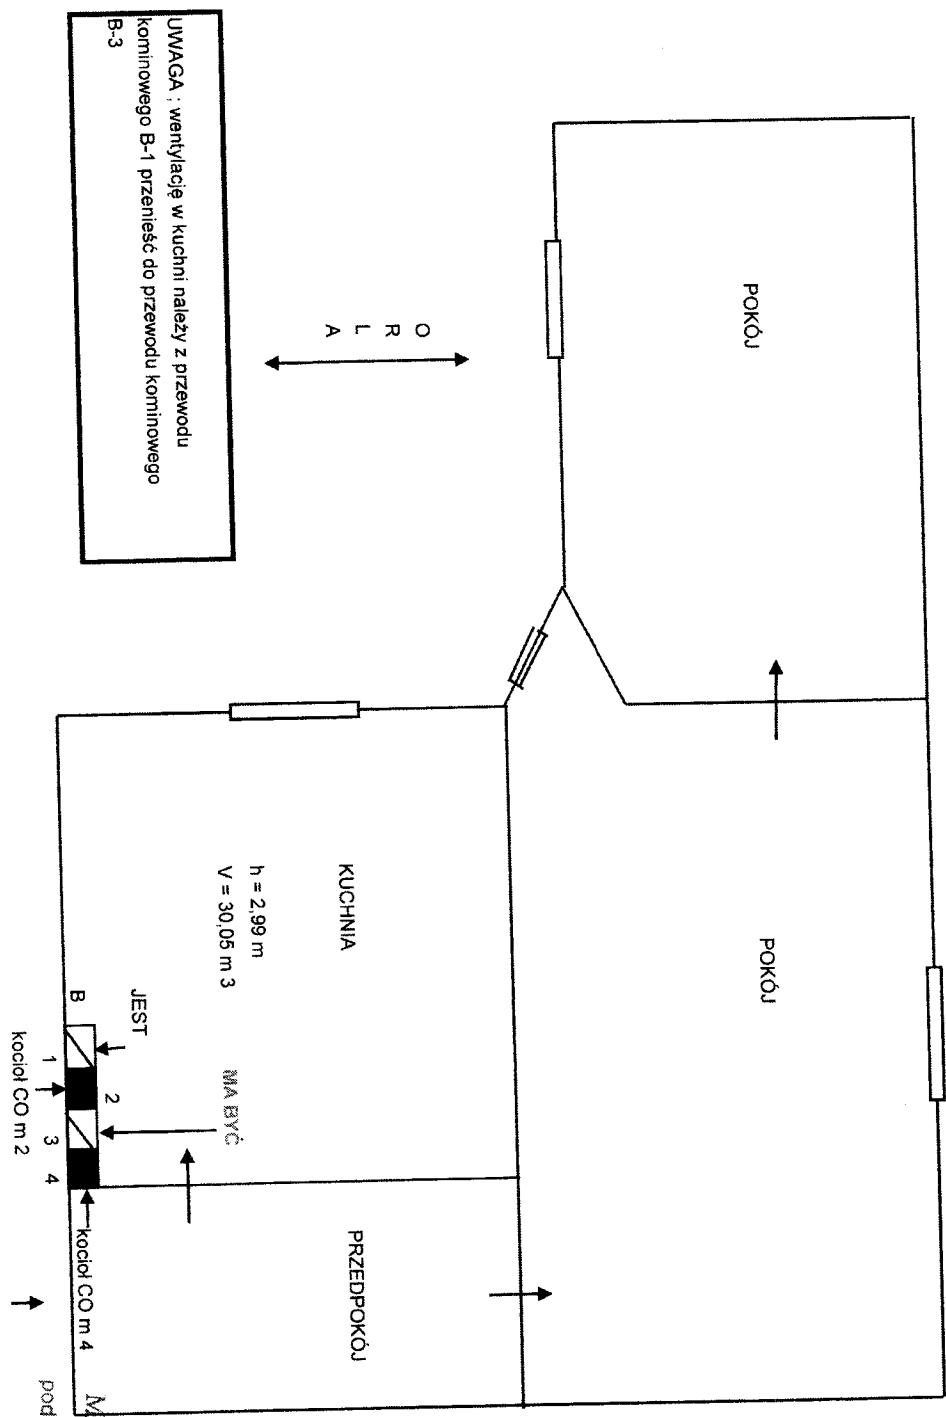 UWAGA ; wentylację w kuchni należy z przewodu
kominowego B-1 przenieść do przewodu kominowego
B-3
O
R
L
A
POKÓJ
POKÓJ
KUCHNIA
h = 2,99 m
V = 30,05 m 3
JEST
MA BYĆ
B
1
2
3
4
kocioł CO m 2
kocioł CO m 4
PRZEDPOKÓJ
M
pod